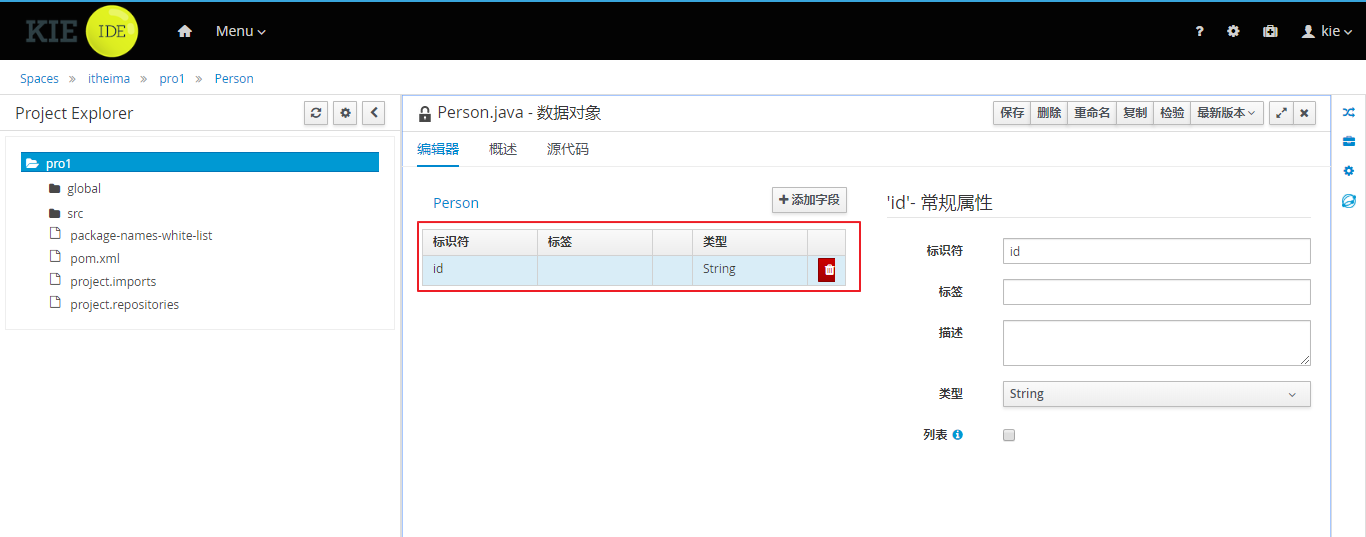 KIE IDE Menu ? kie
Spaces » itheima » pro1 » Person
Project Explorer
pro1
global
src
package-names-white-list
pom.xml
project.imports
project.repositories
Person.java - 数据对象
保存 删除 重命名 复制 检验 最新版本
编辑器 概述 源代码
Person
+添加字段
标识符 标签 类型
id String
'id'- 常规属性
标识符 id
标签
描述
类型 String
列表